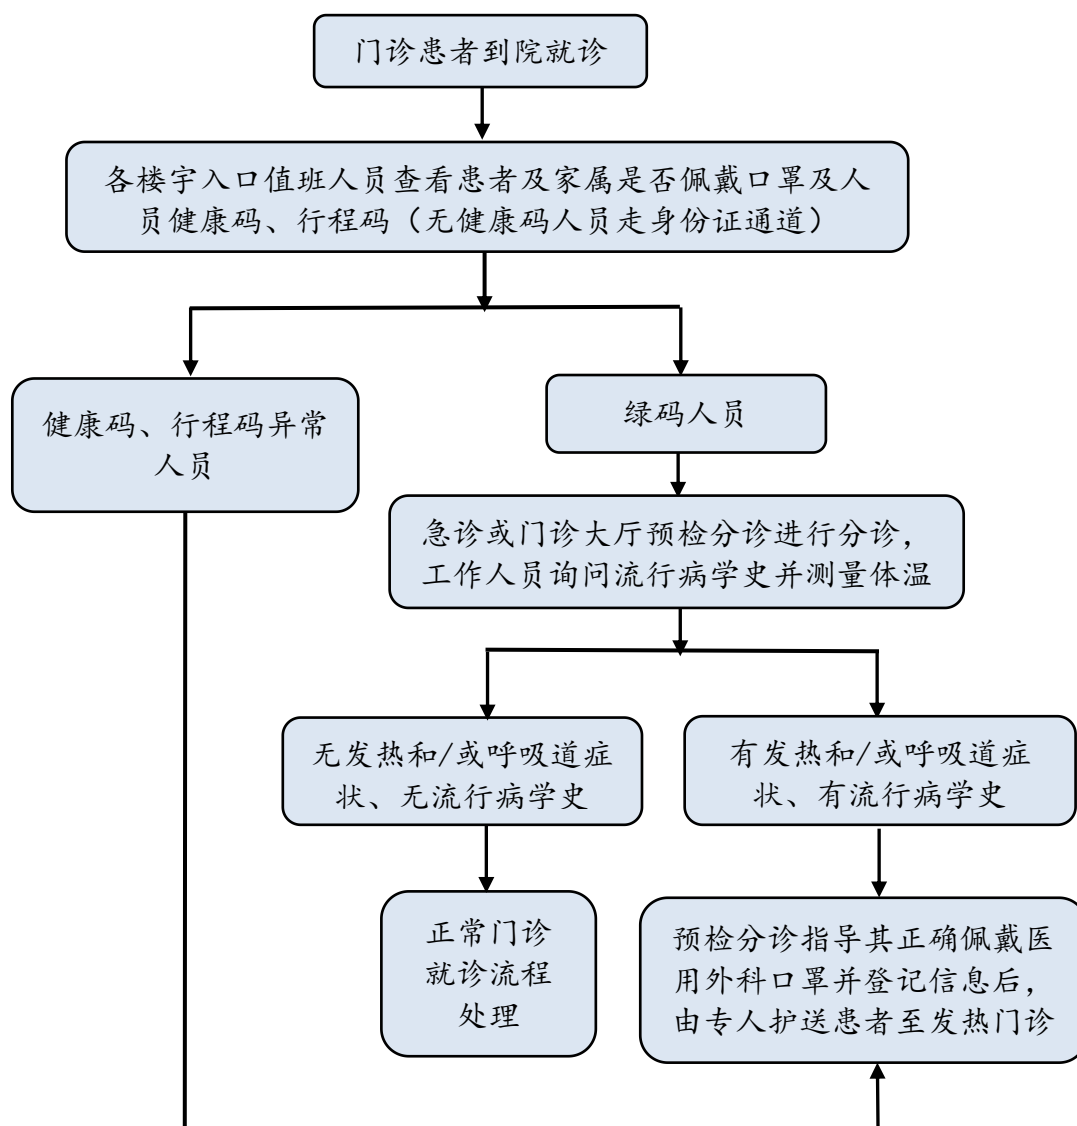 门诊患者到院就诊
各楼宇入口值班人员查看患者及家属是否佩戴口罩及人
员健康码、行程码（无健康码人员走身份证通道）
健康码、行程码异常
人员
绿码人员
急诊或门诊大厅预检分诊进行分诊，
工作人员询问流行病学史并测量体温
无发热和/或呼吸道症
状、无流行病学史
有发热和/或呼吸道症
状、有流行病学史
正常门诊
就诊流程
处理
预检分诊指导其正确佩戴医
用外科口罩并登记信息后，
由专人护送患者至发热门诊